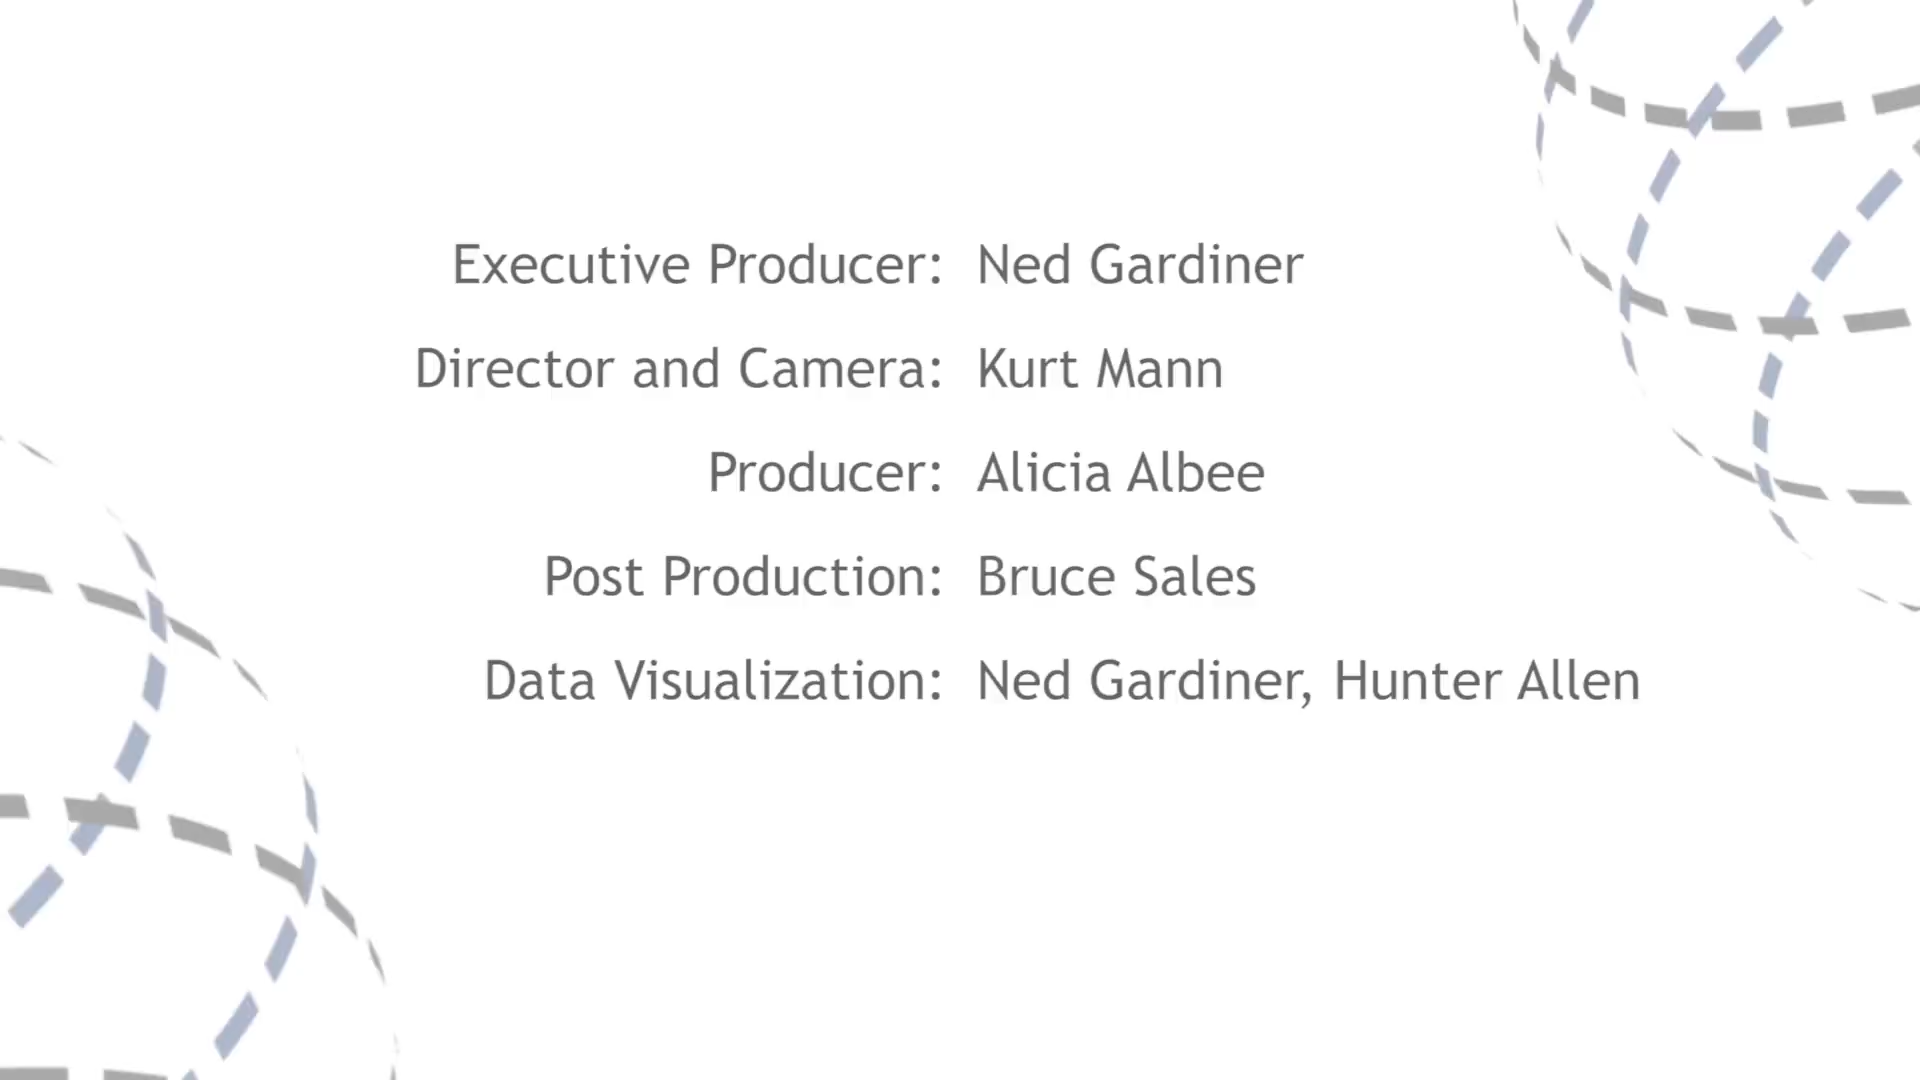 Executive Producer: Ned Gardiner
Director and Camera: Kurt Mann
Producer: Alicia Albee
Post Production: Bruce Sales
Data Visualization: Ned Gardiner, Hunter Allen